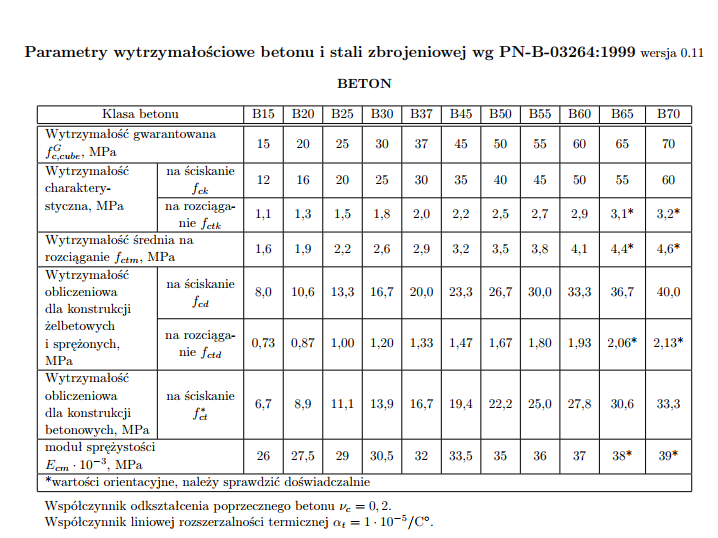 Parametry wytrzymałościowe betonu i stali zbrojeniowej wg PN-B-03264:1999 wersja 0.11
BETON
Klasa betonu B15 B20 B25 B30 B37 B45 B50 B55 B60 B65 B70
Wytrzymałość gwarantowana
f^G_{c,cube}, MPa 15 20 25 30 37 45 50 55 60 65 70
Wytrzymałość
charaktery-
styczna, MPa
na ściskanie
f_{ck} 12 16 20 25 30 35 40 45 50 55 60
na rozciąga-
nie f_{ctk} 1,1 1,3 1,5 1,8 2,0 2,2 2,5 2,7 2,9 3,1* 3,2*
Wytrzymałość średnia na
rozciąganie f_{ctm}, MPa 1,6 1,9 2,2 2,6 2,9 3,2 3,5 3,8 4,1 4,4* 4,6*
Wytrzymałość
obliczeniowa
dla konstrukcji
żelbetowych
i sprężonych,
MPa
na ściskanie
f_{cd} 8,0 10,6 13,3 16,7 20,0 23,3 26,7 30,0 33,3 36,7 40,0
na rozciąga-
nie f_{ctd} 0,73 0,87 1,00 1,20 1,33 1,47 1,67 1,80 1,93 2,06* 2,13*
Wytrzymałość
obliczeniowa
dla konstrukcji
betonowych, MPa
na ściskanie
f^*_{ct} 6,7 8,9 11,1 13,9 16,7 19,4 22,2 25,0 27,8 30,6 33,3
moduł sprężystości
E_{cm} · 10^{−3}, MPa 26 27,5 29 30,5 32 33,5 35 36 37 38* 39*
*wartości orientacyjne, należy sprawdzić doświadczalnie
Współczynnik odkształcenia poprzecznego betonu ν_c = 0, 2.
Współczynnik liniowej rozszerzalności termicznej α_t = 1 · 10^{−5}/C°.